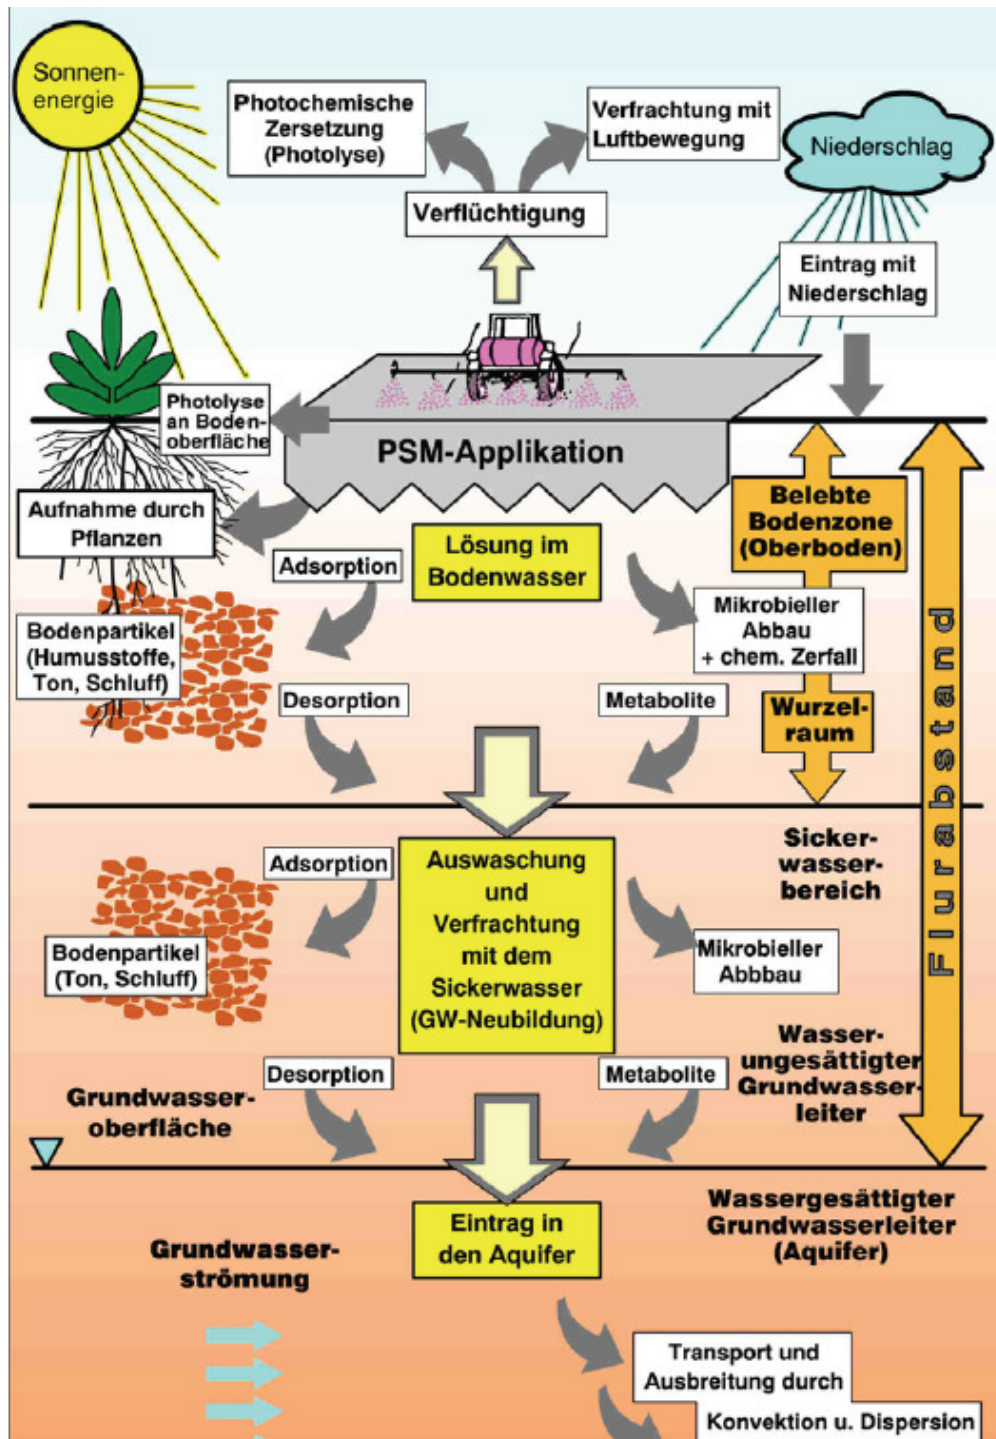 Sonnen-
energie
Photochemische
Zersetzung
(Photolyse)
Verfrachtung mit
Luftbewegung
Niederschlag
Verflüchtigung
Eintrag mit
Niederschlag
Photolyse
an Boden-
oberfläche
PSM-Applikation
Aufnahme durch
Pflanzen
Belebte
Bodenzone
(Oberboden)
Lösung im
Bodenwasser
Adsorption
Mikrobieller
Abbau
+ chem. Zerfall
Bodenpartikel
(Humusstoffe,
Ton, Schluff)
Desorption
Metabolite
Wurzel-
raum
Flurabstand
Sicker-
wasser-
bereich
Adsorption
Auswaschung
und
Verfrachtung
mit dem
Sickerwasser
(GW-Neubildung)
Bodenpartikel
(Ton, Schluff)
Mikrobieller
Abbbau
Wasser-
ungesättigter
Grundwasser-
leiter
Desorption
Metabolite
Grundwasser-
oberfläche
Eintrag in
den Aquifer
Wassergesättigter
Grundwasserleiter
(Aquifer)
Grundwasser-
strömung
Transport und
Ausbreitung durch
Konvektion u. Dispersion